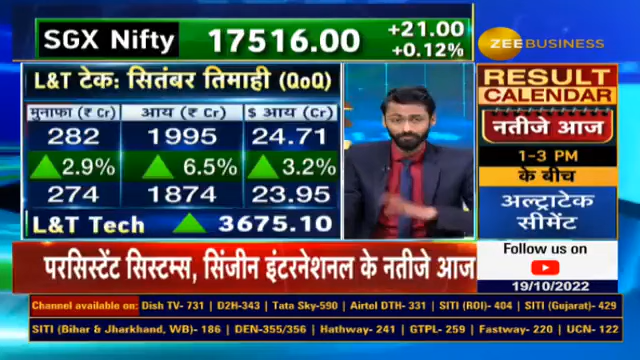 SGX Nifty
17516.00
+21.00
+0.12%
ZEE BUSINESS
L&T टेक: सितंबर तिमाही (QoQ)
मुनाफा (₹ Cr) आय (₹ Cr) $ आय (Cr)
282 1995 24.71
2.9% 6.5% 3.2%
274 1874 23.95
L&T Tech 3675.10
RESULT
CALENDAR
नतीजे आज
1-3 PM
के बीच
अल्ट्राटेक
सीमेंट
परसिस्टेंट सिस्टम्स, सिंजीन इंटरनेशनल के नतीजे आज
Follow us on
19/10/2022
Channel available on: Dish TV- 731 | D2H-343 | Tata Sky-590 | Airtel DTH- 331 | SITI (ROI)- 404 | SITI (Gujarat)- 429
SITI (Bihar & Jharkhand, WB)- 186 | DEN-355/356 | Hathway- 241 | GTPL- 259 | Fastway- 220 | UCN- 122